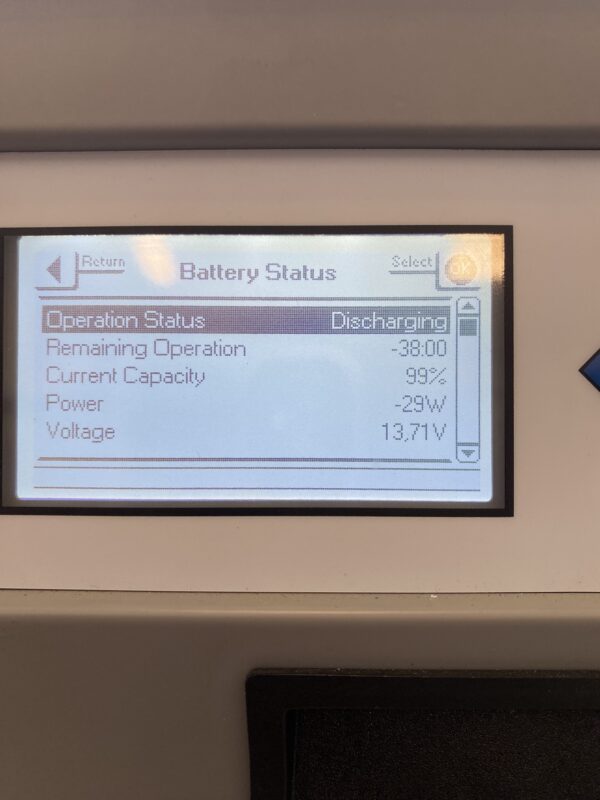 Return
Battery Status
Select
OK
Operation Status Discharging
Remaining Operation -38:00
Current Capacity 99%
Power -29W
Voltage 13,71V